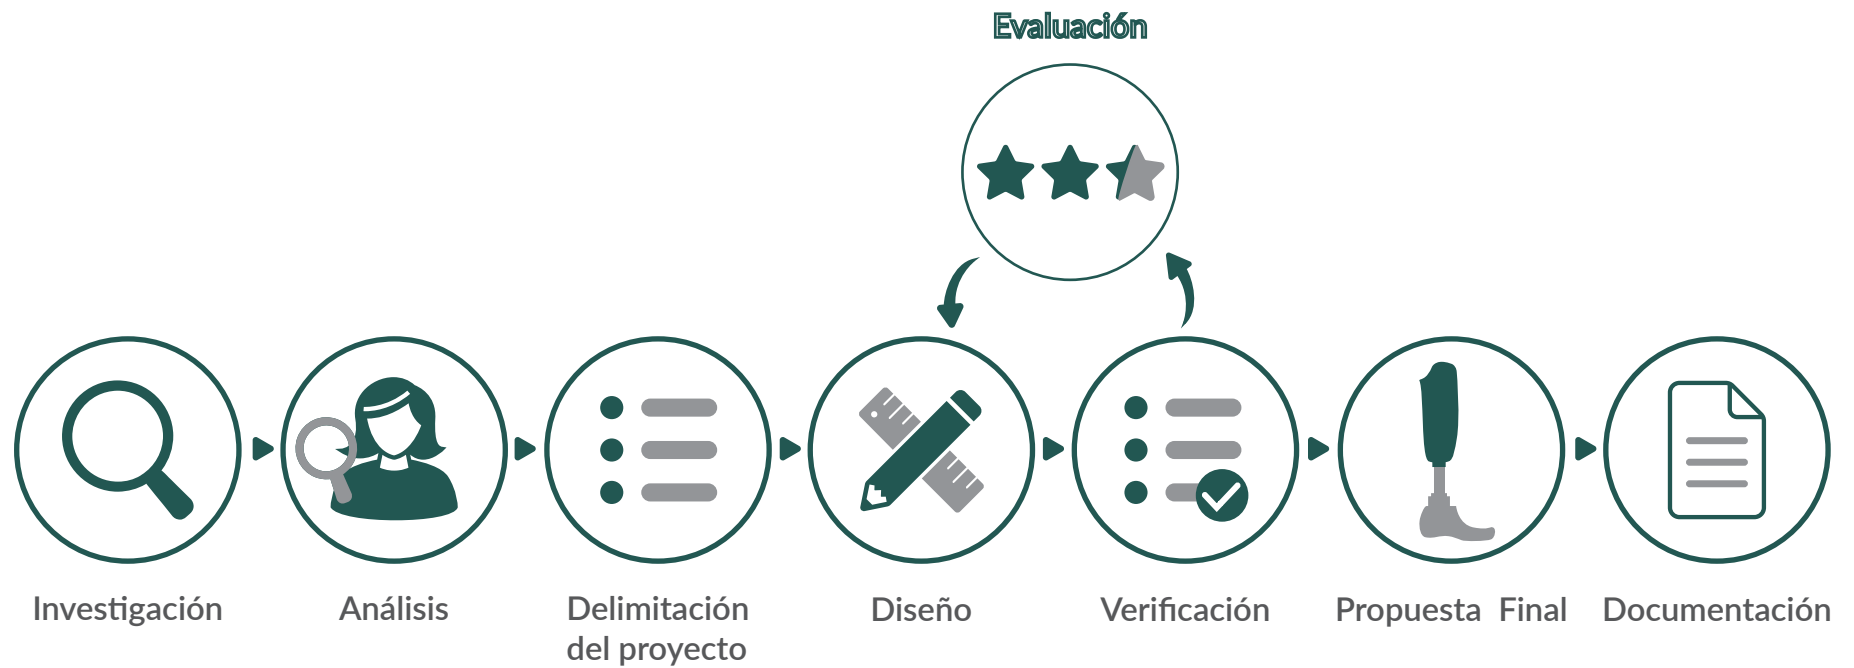 Evaluación
Investigación
Análisis
Delimitación
del proyecto
Diseño
Verificación
Propuesta Final
Documentación